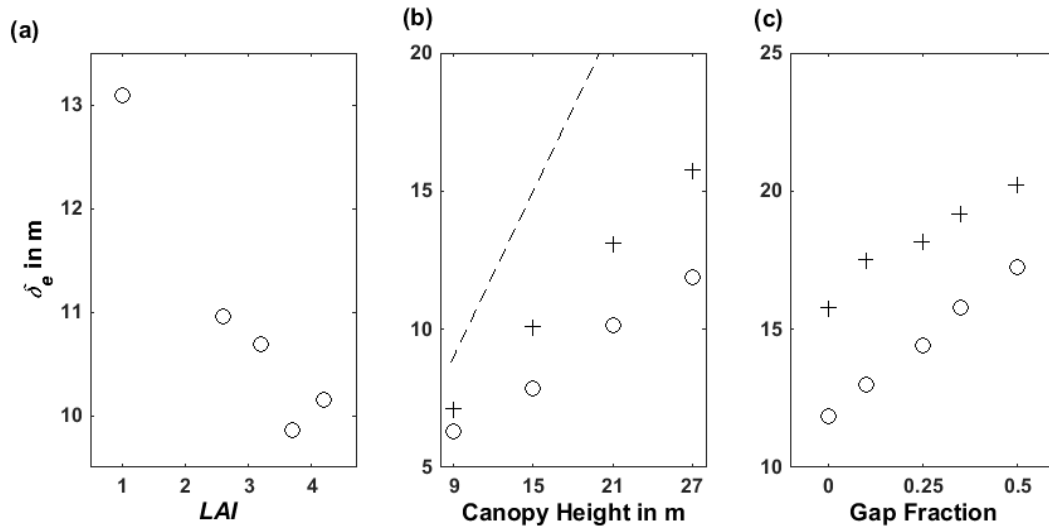 (a)
13
12
11
10
δₑ in m
1 2 3 4
LAI
(b)
20
15
10
5
9 15 21 27
Canopy Height in m
(c)
25
20
15
10
0 0.25 0.5
Gap Fraction